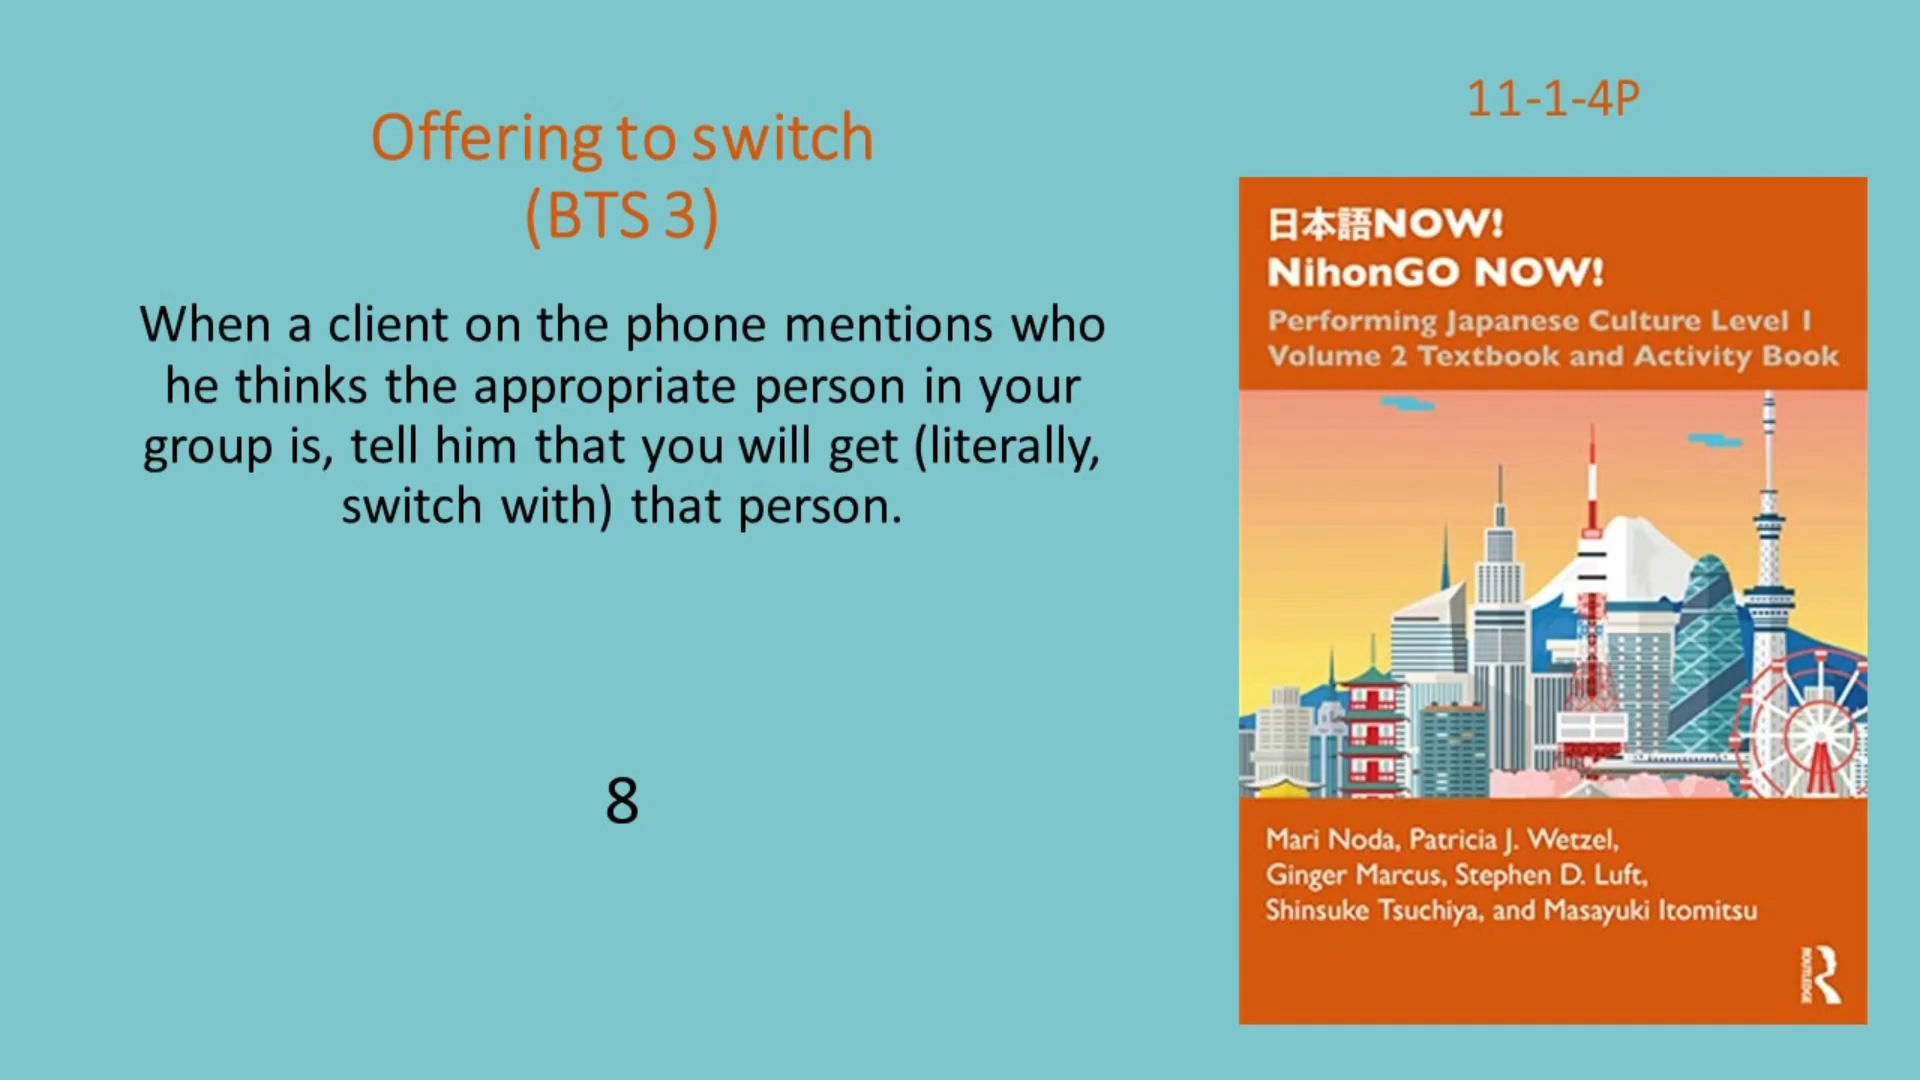 Offering to switch
(BTS 3)
When a client on the phone mentions who
he thinks the appropriate person in your
group is, tell him that you will get (literally,
switch with) that person.
8
11-1-4P
日本語NOW!
NihonGO NOW!
Performing Japanese Culture Level 1
Volume 2 Textbook and Activity Book
Mari Noda, Patricia J. Wetzel,
Ginger Marcus, Stephen D. Luft,
Shinsuke Tsuchiya, and Masayuki Itomitsu
ROUTLEDGE